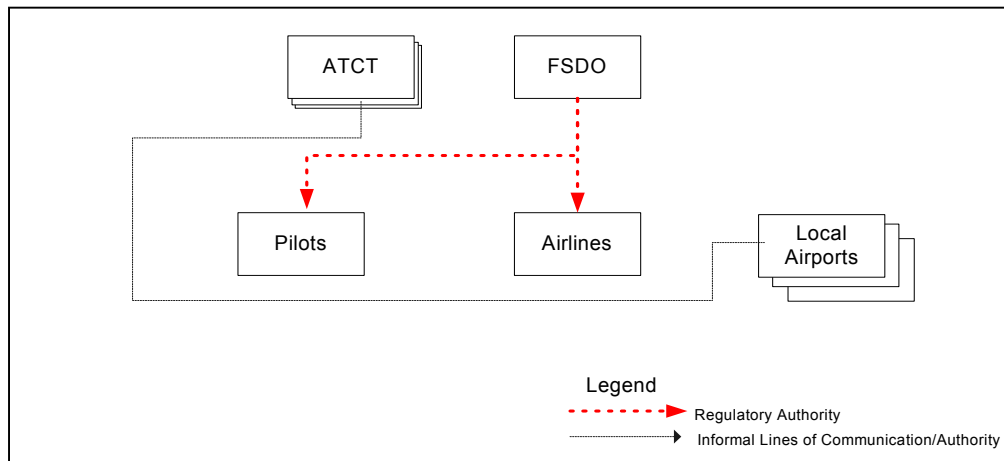 ATCT
FSDO
Pilots
Airlines
Local
Airports
Legend
Regulatory Authority
Informal Lines of Communication/Authority